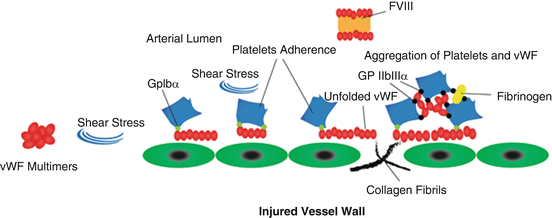 FVIII
Arterial Lumen
Platelets Adherence
Aggregation of Platelets and vWF
Shear Stress
GP IIbIIIα
GpIbα
Unfolded vWF
Fibrinogen
Shear Stress
vWF Multimers
Collagen Fibrils
Injured Vessel Wall